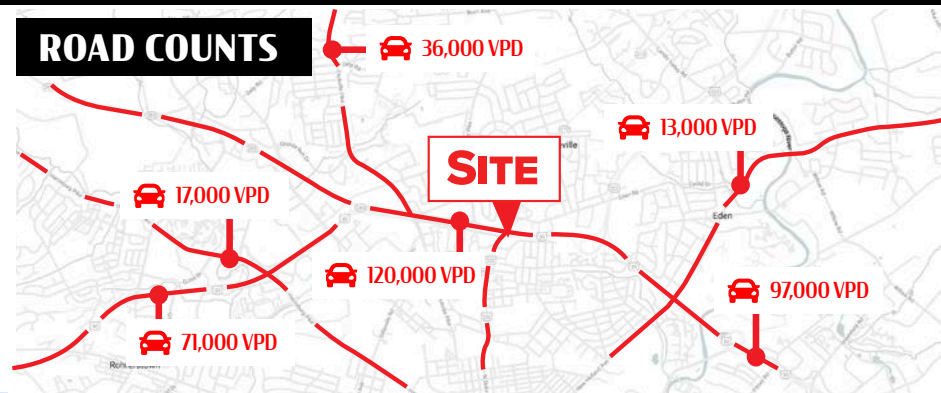 ROAD COUNTS
36,000 VPD
13,000 VPD
SITE
17,000 VPD
Eden
120,000 VPD
97,000 VPD
71,000 VPD